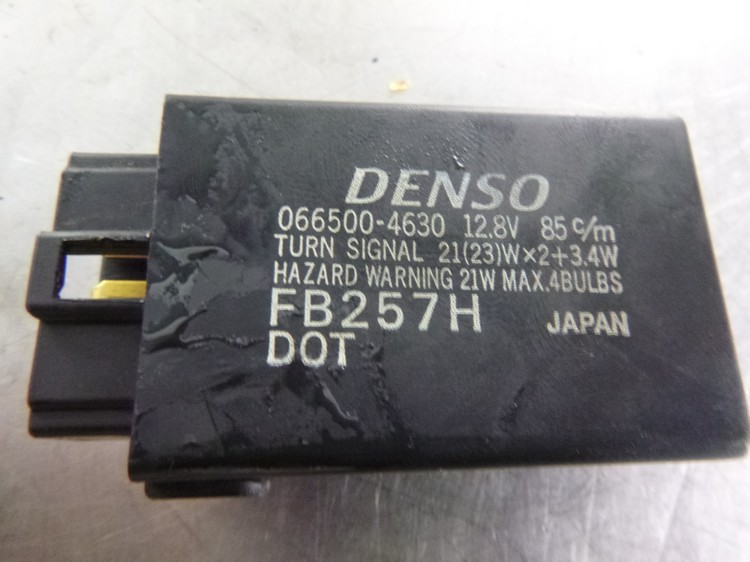 DENSO
066500-4630 12.8V 85 c/m
TURN SIGNAL 21(23)W×2+3.4W
HAZARD WARNING 21W MAX.4BULBS
FB257H JAPAN
DOT